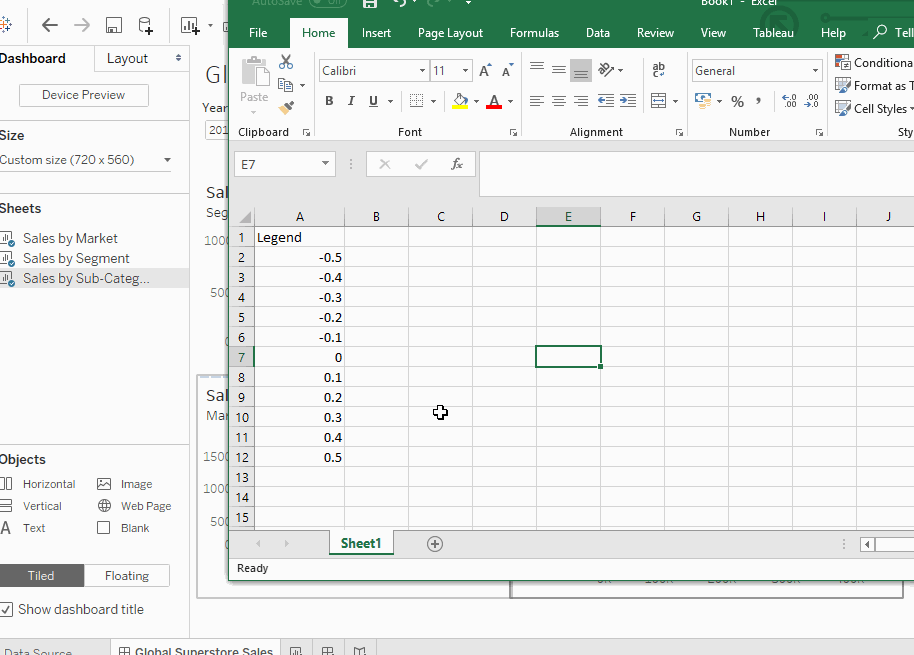 AutoSave Off
Book1 - Excel
File Home Insert Page Layout Formulas Data Review View Tableau Help Tell
Paste
Clipboard
Calibri 11
B I U
Font
ab
Alignment
General
Number
Conditiona
Format as T
Cell Styles
Sty
E7
fx
A B C D E F G H I J
1 Legend
2 -0.5
3 -0.4
4 -0.3
5 -0.2
6 -0.1
7 0
8 0.1
9 0.2
10 0.3
11 0.4
12 0.5
13
14
15
Sheet1
Ready
Dashboard Layout
Device Preview
Size
Custom size (720 x 560)
Sheets
Sales by Market
Sales by Segment
Sales by Sub-Categ...
Objects
Horizontal Image
Vertical Web Page
A Text Blank
Tiled Floating
Show dashboard title
Data Source Global Superstore Sales
Gl
Year
201
Sal
Seg
1000
500
Sal
Mar
1500
1000
500